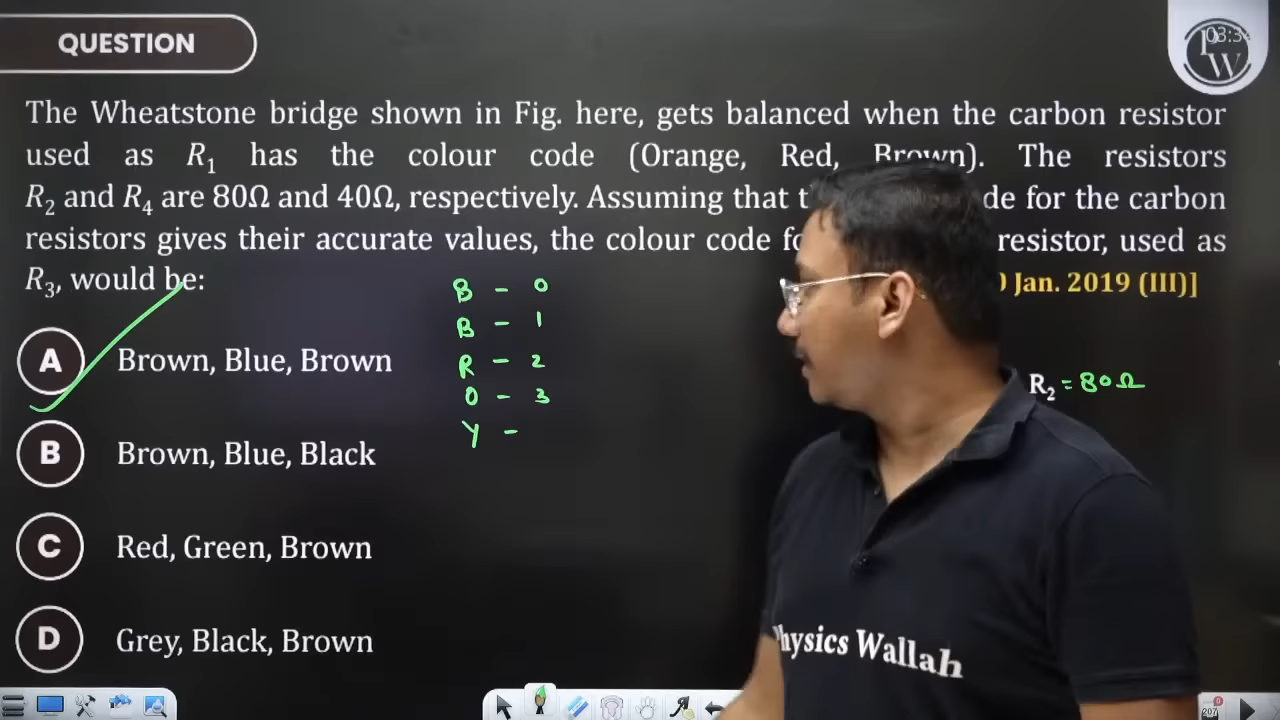 QUESTION
03:3
P
W
The Wheatstone bridge shown in Fig. here, gets balanced when the carbon resistor
used as R₁ has the colour code (Orange, Red, Brown). The resistors
R₂ and R₄ are 80Ω and 40Ω, respectively. Assuming that de for the carbon
resistors gives their accurate values, the colour code resistor, used as
R₃, would be:
Jan. 2019 (III)]
B - 0
B - 1
R - 2
O - 3
Y -
A Brown, Blue, Brown
B Brown, Blue, Black
C Red, Green, Brown
D Grey, Black, Brown
R₂ = 80Ω
Physics Wallah
207